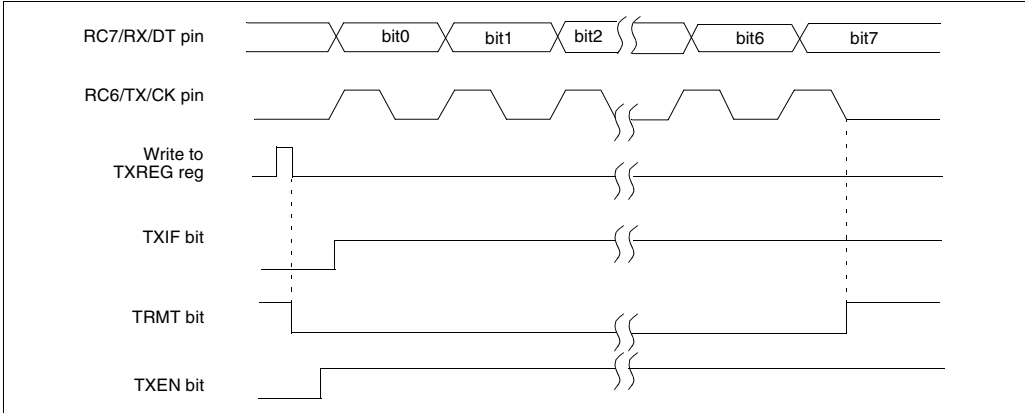 RC7/RX/DT pin
bit0
bit1
bit2
bit6
bit7
RC6/TX/CK pin
Write to
TXREG reg
TXIF bit
TRMT bit
TXEN bit